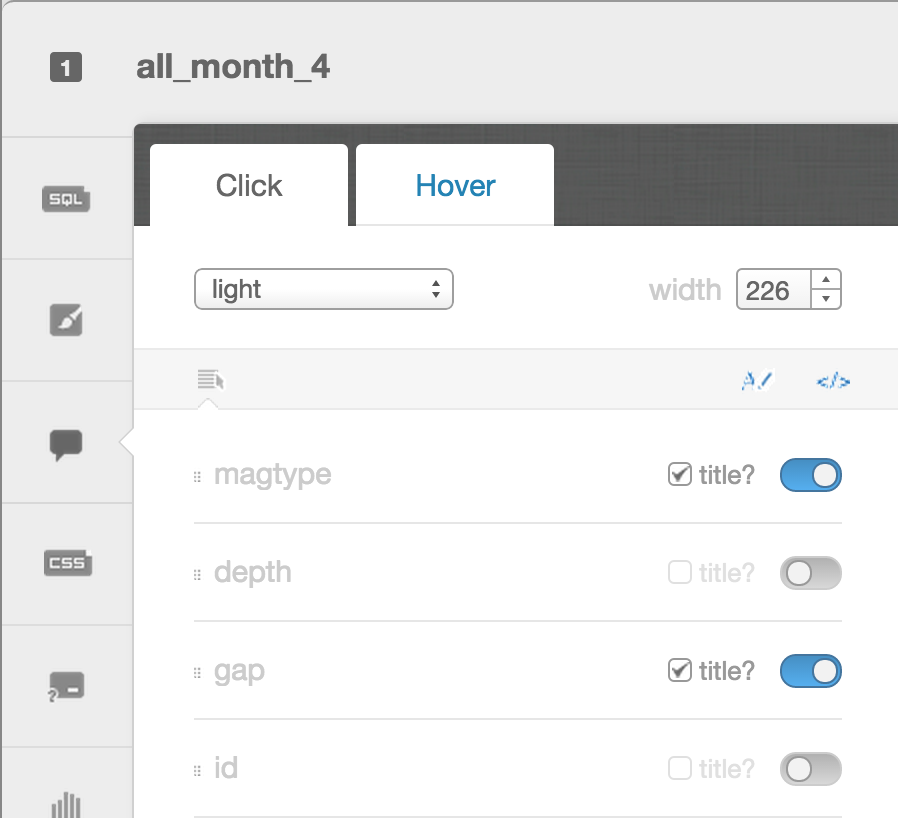 1 all_month_4
SQL
Click Hover
light width 226
A </>
magtype title?
depth title?
CSS
gap title?
?
id title?